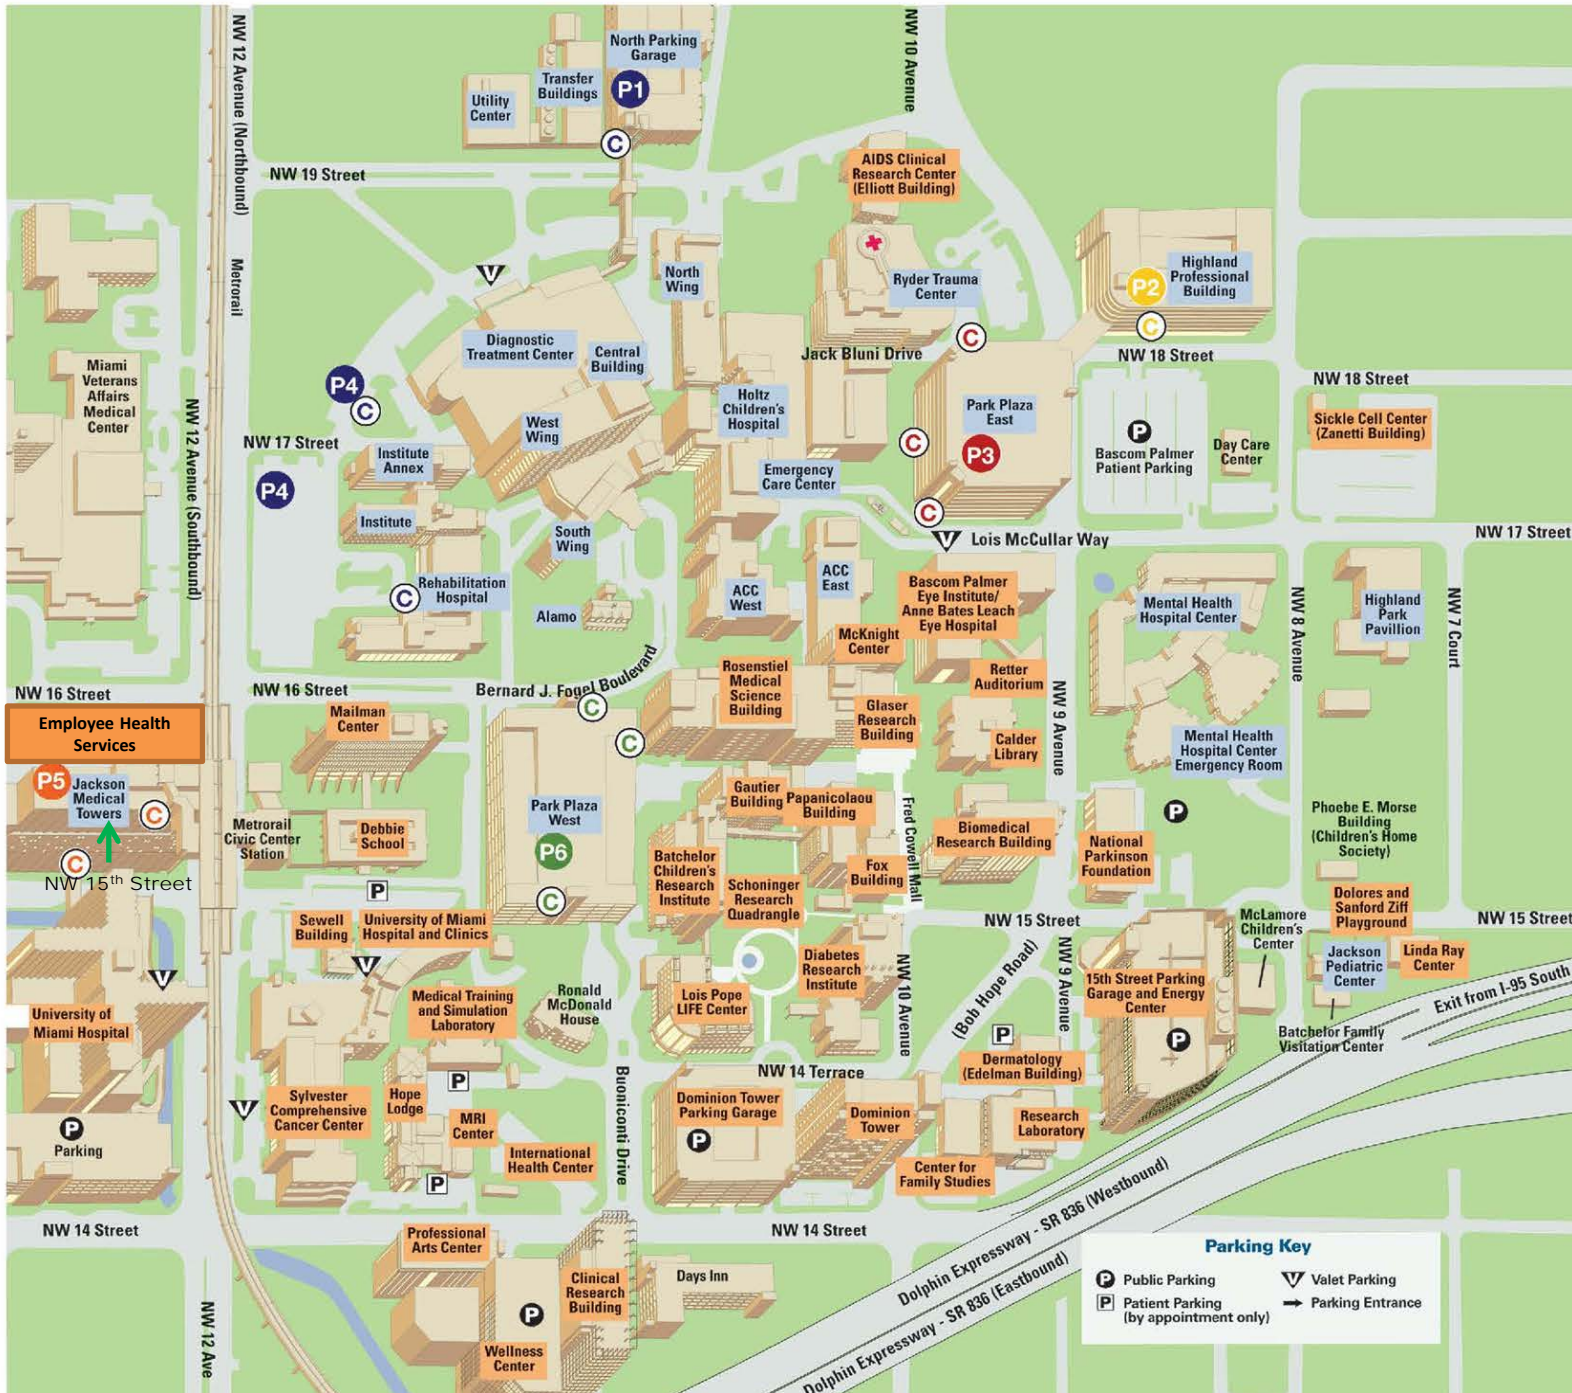 NW 12 Avenue (Northbound)
North Parking
Garage
P1
Transfer
Buildings
Utility
Center
C
NW 10 Avenue
NW 19 Street
AIDS Clinical
Research Center
(Elliott Building)
Metrorail
V
North
Wing
Ryder Trauma
Center
Highland
Professional
Building
P2
C
C
Diagnostic
Treatment Center
Central
Building
Jack Bluni Drive
NW 18 Street
Miami
Veterans
Affairs
Medical
Center
P4
C
NW 18 Street
Sickle Cell Center
(Zanetti Building)
Holtz
Children's
Hospital
Park Plaza
East
P3
C
P
Bascom Palmer
Patient Parking
Day Care
Center
NW 12 Avenue (Southbound)
NW 17 Street
Institute
Annex
West
Wing
Emergency
Care Center
P4
Institute
South
Wing
C
V
Lois McCullar Way
NW 17 Street
Rehabilitation
Hospital
C
Alamo
ACC
West
ACC
East
Bascom Palmer
Eye Institute/
Anne Bates Leach
Eye Hospital
Mental Health
Hospital Center
NW 8 Avenue
Highland
Park
Pavillion
NW 7 Court
McKnight
Center
Retter
Auditorium
NW 16 Street
NW 16 Street
Bernard J. Fogel Boulevard
C
Rosenstiel
Medical
Science
Building
Glaser
Research
Building
Calder
Library
NW 9 Avenue
Employee Health
Services
Mailman
Center
C
Mental Health
Hospital Center
Emergency Room
P5
Jackson
Medical
Towers
C
C
NW 15th Street
Metrorail
Civic Center
Station
Debbie
School
P
Park Plaza
West
P6
C
Gautier
Building
Papanicolaou
Building
Fred Cowell Mall
Biomedical
Research Building
P
National
Parkinson
Foundation
Phoebe E. Morse
Building
(Children's Home
Society)
Batchelor
Children's
Research
Institute
Schoninger
Research
Quadrangle
Fox
Building
Sewell
Building
University of Miami
Hospital and Clinics
NW 15 Street
McLamore
Children's
Center
Dolores and
Sanford Ziff
Playground
NW 15 Street
V
V
Diabetes
Research
Institute
(Bob Hope Road)
NW 9 Avenue
Jackson
Pediatric
Center
Linda Ray
Center
University of
Miami Hospital
Medical Training
and Simulation
Laboratory
Ronald
McDonald
House
Lois Pope
LIFE Center
NW 10 Avenue
15th Street Parking
Garage and Energy
Center
P
Exit from I-95 South
Batchelor Family
Visitation Center
P
Dermatology
(Edelman Building)
NW 14 Terrace
V
Sylvester
Comprehensive
Cancer Center
Hope
Lodge
P
MRI
Center
P
International
Health Center
Buoniconti Drive
Dominion Tower
Parking Garage
P
Dominion
Tower
Research
Laboratory
Center for
Family Studies
P
Parking
NW 14 Street
NW 14 Street
Professional
Arts Center
Clinical
Research
Building
Days Inn
P
Wellness
Center
NW 12 Ave
Dolphin Expressway - SR 836 (Westbound)
Dolphin Expressway - SR 836 (Eastbound)
Parking Key
P Public Parking
V Valet Parking
P Patient Parking
(by appointment only)
Parking Entrance